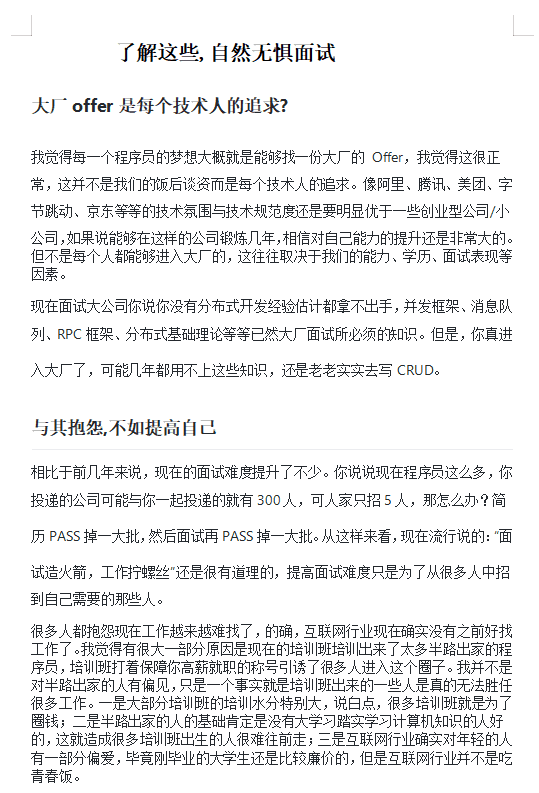 了解这些, 自然无惧面试
大厂 offer 是每个技术人的追求?
我觉得每一个程序员的梦想大概就是能够找一份大厂的 Offer，我觉得这很正
常，这并不是我们的饭后谈资而是每个技术人的追求。像阿里、腾讯、美团、字
节跳动、京东等等的技术氛围与技术规范度还是要明显优于一些创业型公司/小
公司，如果说能够在这样的公司锻炼几年，相信对自己能力的提升还是非常大的。
但不是每个人都能够进入大厂的，这往往取决于我们的能力、学历、面试表现等
因素。
现在面试大公司你说你没有分布式开发经验估计都拿不出手，并发框架、消息队
列、RPC 框架、分布式基础理论等等已然大厂面试所必须的知识。但是，你真进
入大厂了，可能几年都用不上这些知识，还是老老实实去写 CRUD。
与其抱怨,不如提高自己
相比于前几年来说，现在的面试难度提升了不少。你说说现在程序员这么多，你
投递的公司可能与你一起投递的就有 300 人，可人家只招 5 人，那怎么办？简
历 PASS 掉一大批，然后面试再 PASS 掉一大批。从这样来看，现在流行说的：“面
试造火箭，工作拧螺丝”还是很有道理的，提高面试难度只是为了从很多人中招
到自己需要的那些人。
很多人都抱怨现在工作越来越难找了，的确，互联网行业现在确实没有之前好找
工作了。我觉得有很大一部分原因是现在的培训班培训出来了太多半路出家的程
序员，培训班打着保障你高薪就职的称号引诱了很多人进入这个圈子。我并不是
对半路出家的人有偏见，只是一个事实就是培训班出来的一些人是真的无法胜任
很多工作。一是大部分培训班的培训水分特别大，说白点，很多培训班就是为了
圈钱；二是半路出家的人的基础肯定是没有大学习踏实学习计算机知识的人好
的，这就造成很多培训班出生的人很难往前走；三是互联网行业确实对年轻的人
有一部分偏爱，毕竟刚毕业的大学生还是比较廉价的，但是互联网行业并不是吃
青春饭。